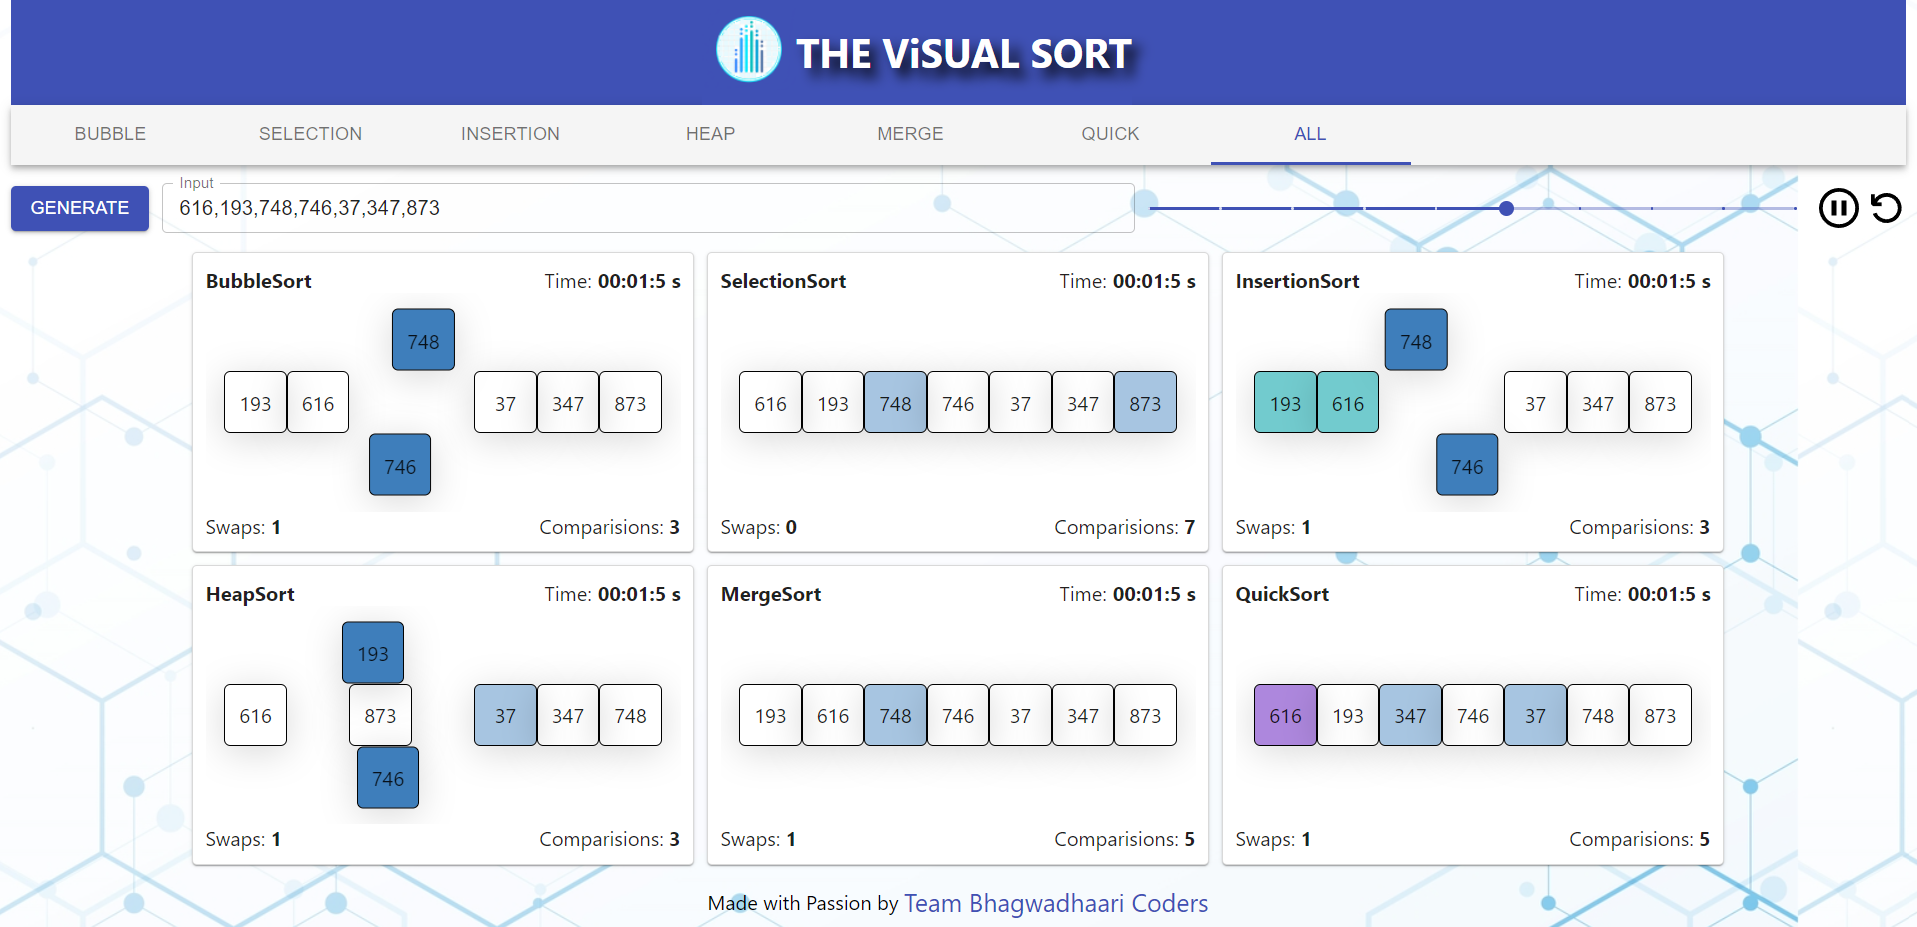 THE ViSUAL SORT
BUBBLE SELECTION INSERTION HEAP MERGE QUICK ALL
GENERATE
Input
616,193,748,746,37,347,873
BubbleSort Time: 00:01:5 s
748
193 616 37 347 873
746
Swaps: 1 Comparisions: 3
SelectionSort Time: 00:01:5 s
616 193 748 746 37 347 873
Swaps: 0 Comparisions: 7
InsertionSort Time: 00:01:5 s
748
193 616 37 347 873
746
Swaps: 1 Comparisions: 3
HeapSort Time: 00:01:5 s
193
616 873 37 347 748
746
Swaps: 1 Comparisions: 3
MergeSort Time: 00:01:5 s
193 616 748 746 37 347 873
Swaps: 1 Comparisions: 5
QuickSort Time: 00:01:5 s
616 193 347 746 37 748 873
Swaps: 1 Comparisions: 5
Made with Passion by Team Bhagwadhaari Coders